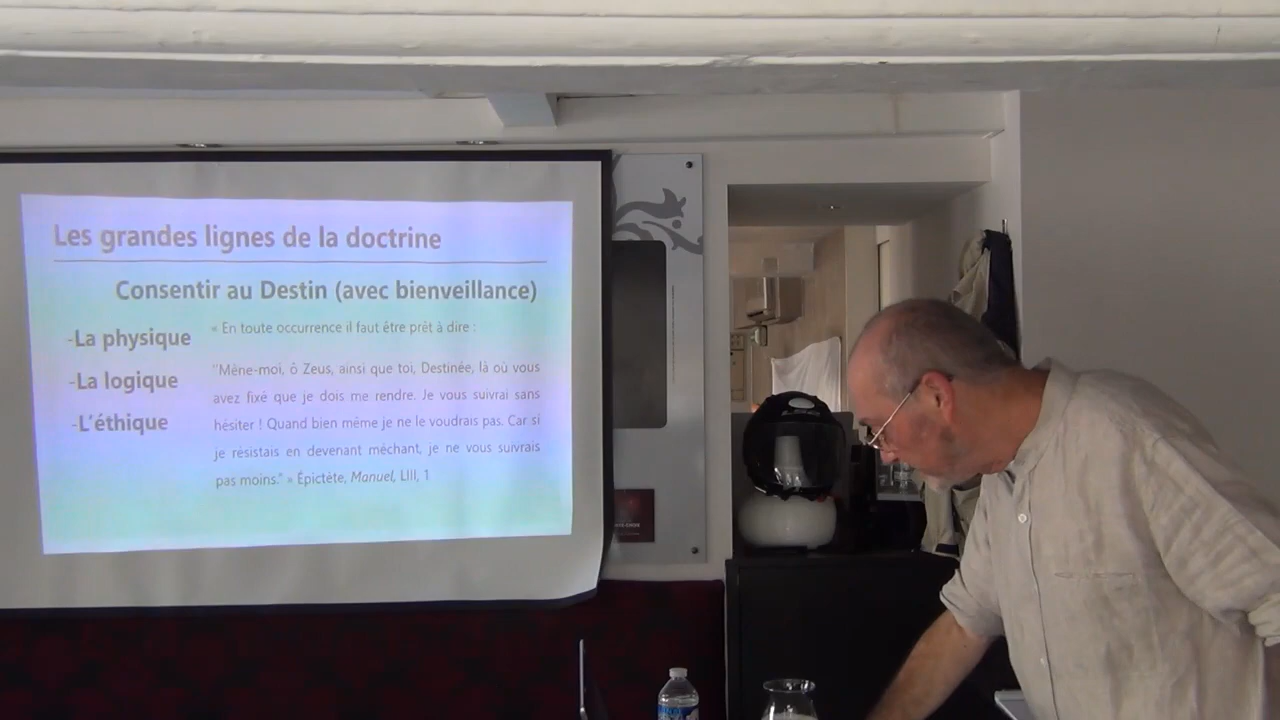 Les grandes lignes de la doctrine
Consentir au Destin (avec bienveillance)
-La physique
-La logique
-L'éthique
« En toute occurrence il faut être prêt à dire :
"Mène-moi, ô Zeus, ainsi que toi, Destinée, là où vous
avez fixé que je dois me rendre. Je vous suivrai sans
hésiter ! Quand bien même je ne le voudrais pas. Car si
je résistais en devenant méchant, je ne vous suivrais
pas moins." » Épictète, Manuel, LIII, 1